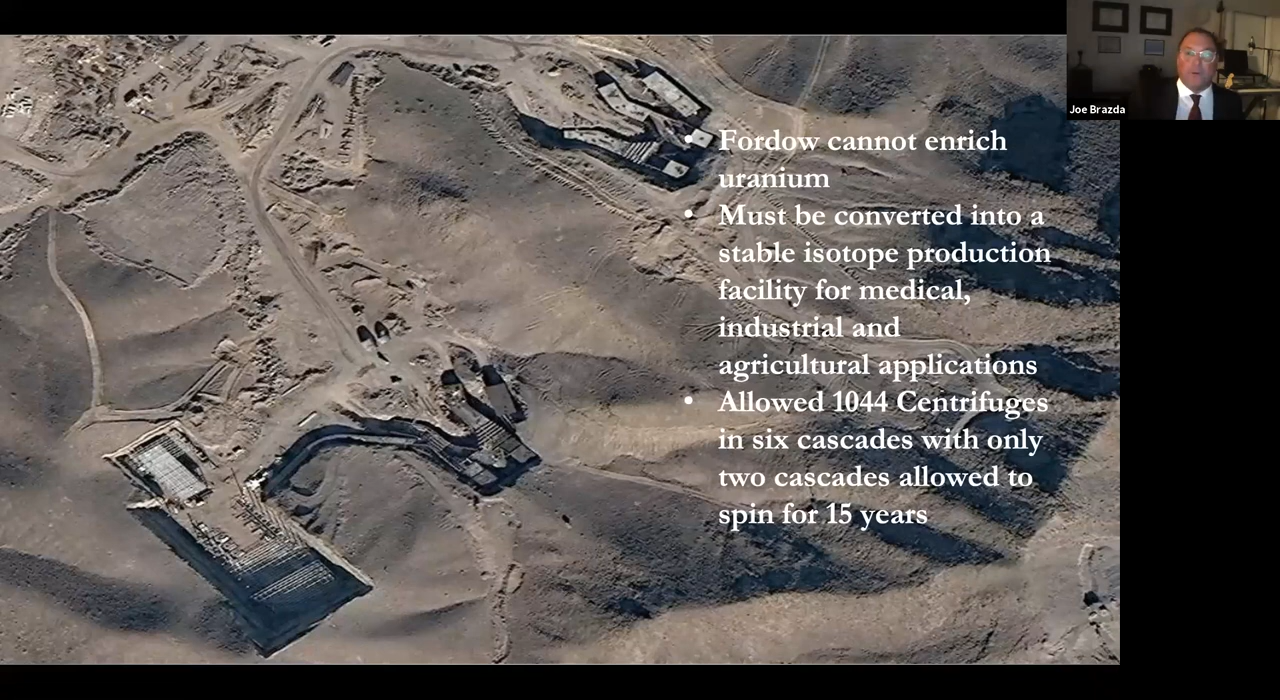 Joe Brazda
• Fordow cannot enrich
uranium
• Must be converted into a
stable isotope production
facility for medical,
industrial and
agricultural applications
• Allowed 1044 Centrifuges
in six cascades with only
two cascades allowed to
spin for 15 years